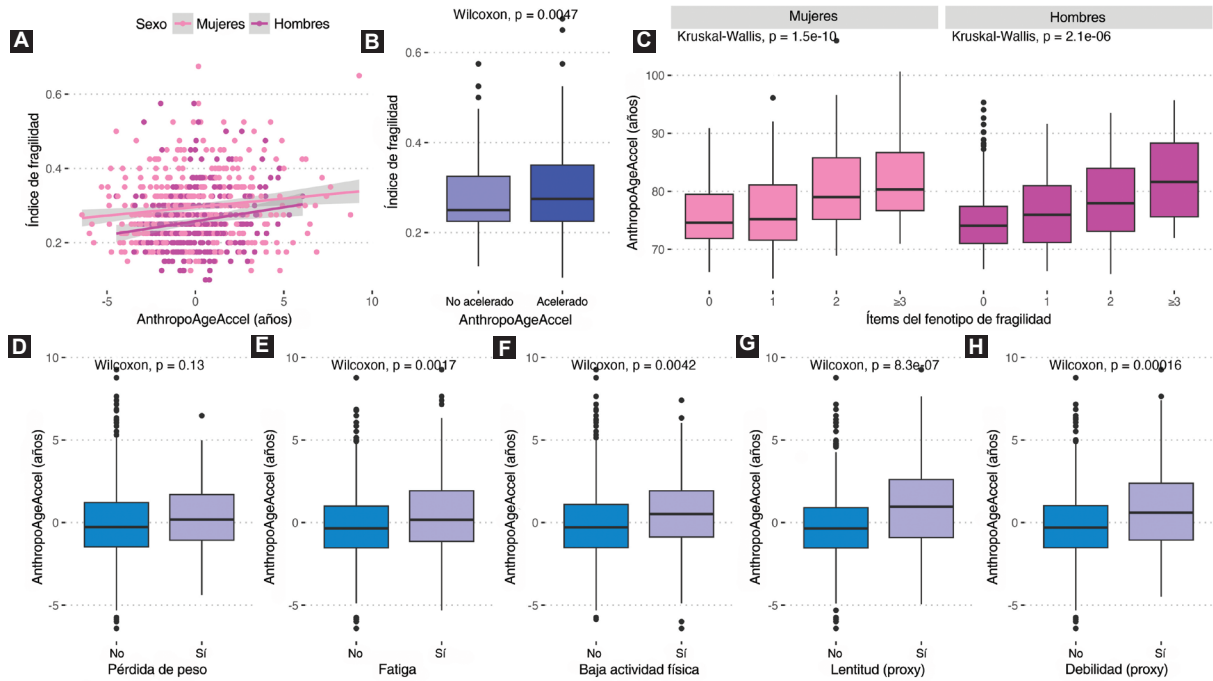 A
Sexo Mujeres Hombres
Índice de fragilidad
0.6
0.4
0.2
-5 0 5 10
AnthropoAgeAccel (años)
B
Wilcoxon, p = 0.0047
Índice de fragilidad
0.6
0.4
0.2
No acelerado Acelerado
AnthropoAgeAccel
C
Mujeres Hombres
Kruskal-Wallis, p = 1.5e-10 Kruskal-Wallis, p = 2.1e-06
AnthropoAgeAccel (años)
100
90
80
70
0 1 2 ≥3 0 1 2 ≥3
Ítems del fenotipo de fragilidad
D
Wilcoxon, p = 0.13
AnthropoAgeAccel (años)
10
5
0
-5
No Sí
Pérdida de peso
E
Wilcoxon, p = 0.0017
AnthropoAgeAccel (años)
10
5
0
-5
No Sí
Fatiga
F
Wilcoxon, p = 0.0042
AnthropoAgeAccel (años)
10
5
0
-5
No Sí
Baja actividad física
G
Wilcoxon, p = 8.3e-07
AnthropoAgeAccel (años)
10
5
0
-5
No Sí
Lentitud (proxy)
H
Wilcoxon, p = 0.00016
AnthropoAgeAccel (años)
10
5
0
-5
No Sí
Debilidad (proxy)